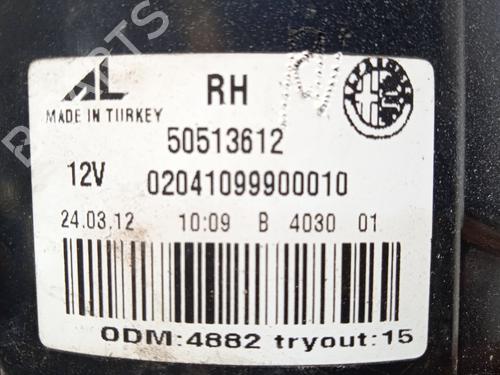 AL RH
MADE IN TURKEY
50513612
12V 02041099900010
24.03.12 10:09 B 4030 01
ODM:4882 tryout:15